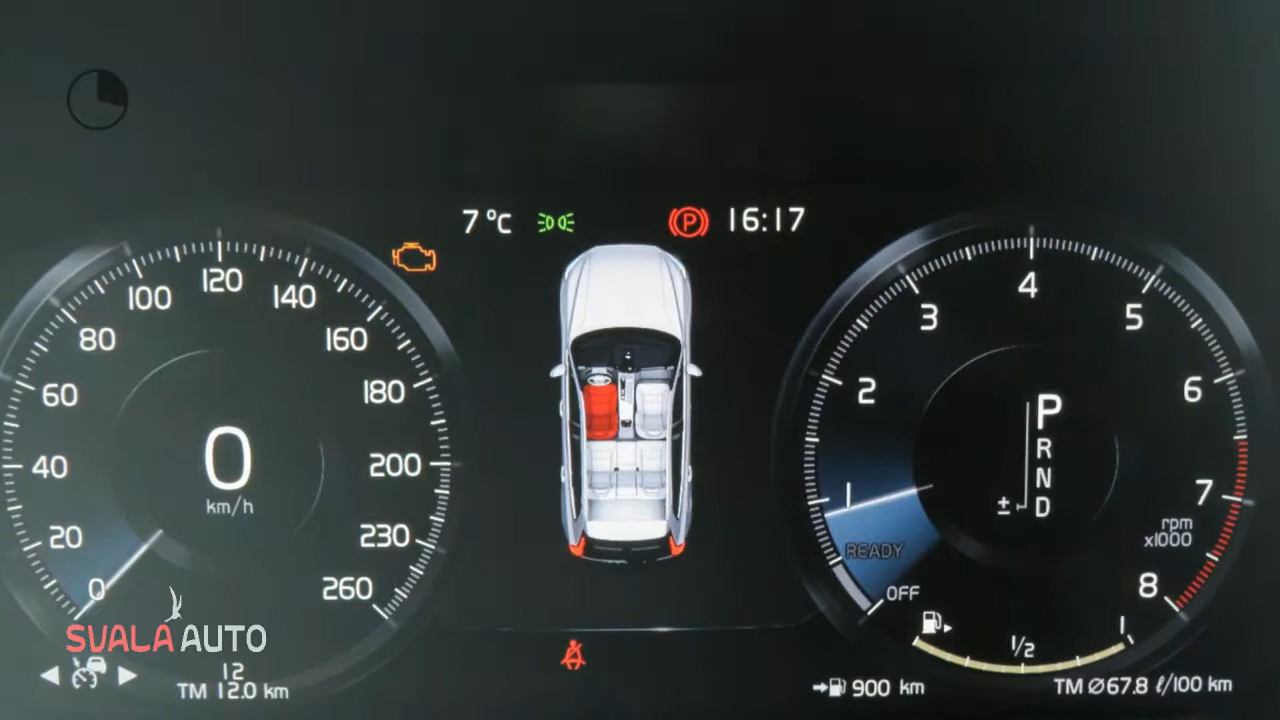 7 °C
P
16:17
0
20
40
60
80
100
120
140
160
180
200
230
260
0
km/h
OFF
READY
1
2
3
4
5
6
7
8
rpm
x1000
P
R
N
± D
1/2
1
SVALA AUTO
12
TM 12.0 km
900 km
TM Ø67.8 ℓ/100 km